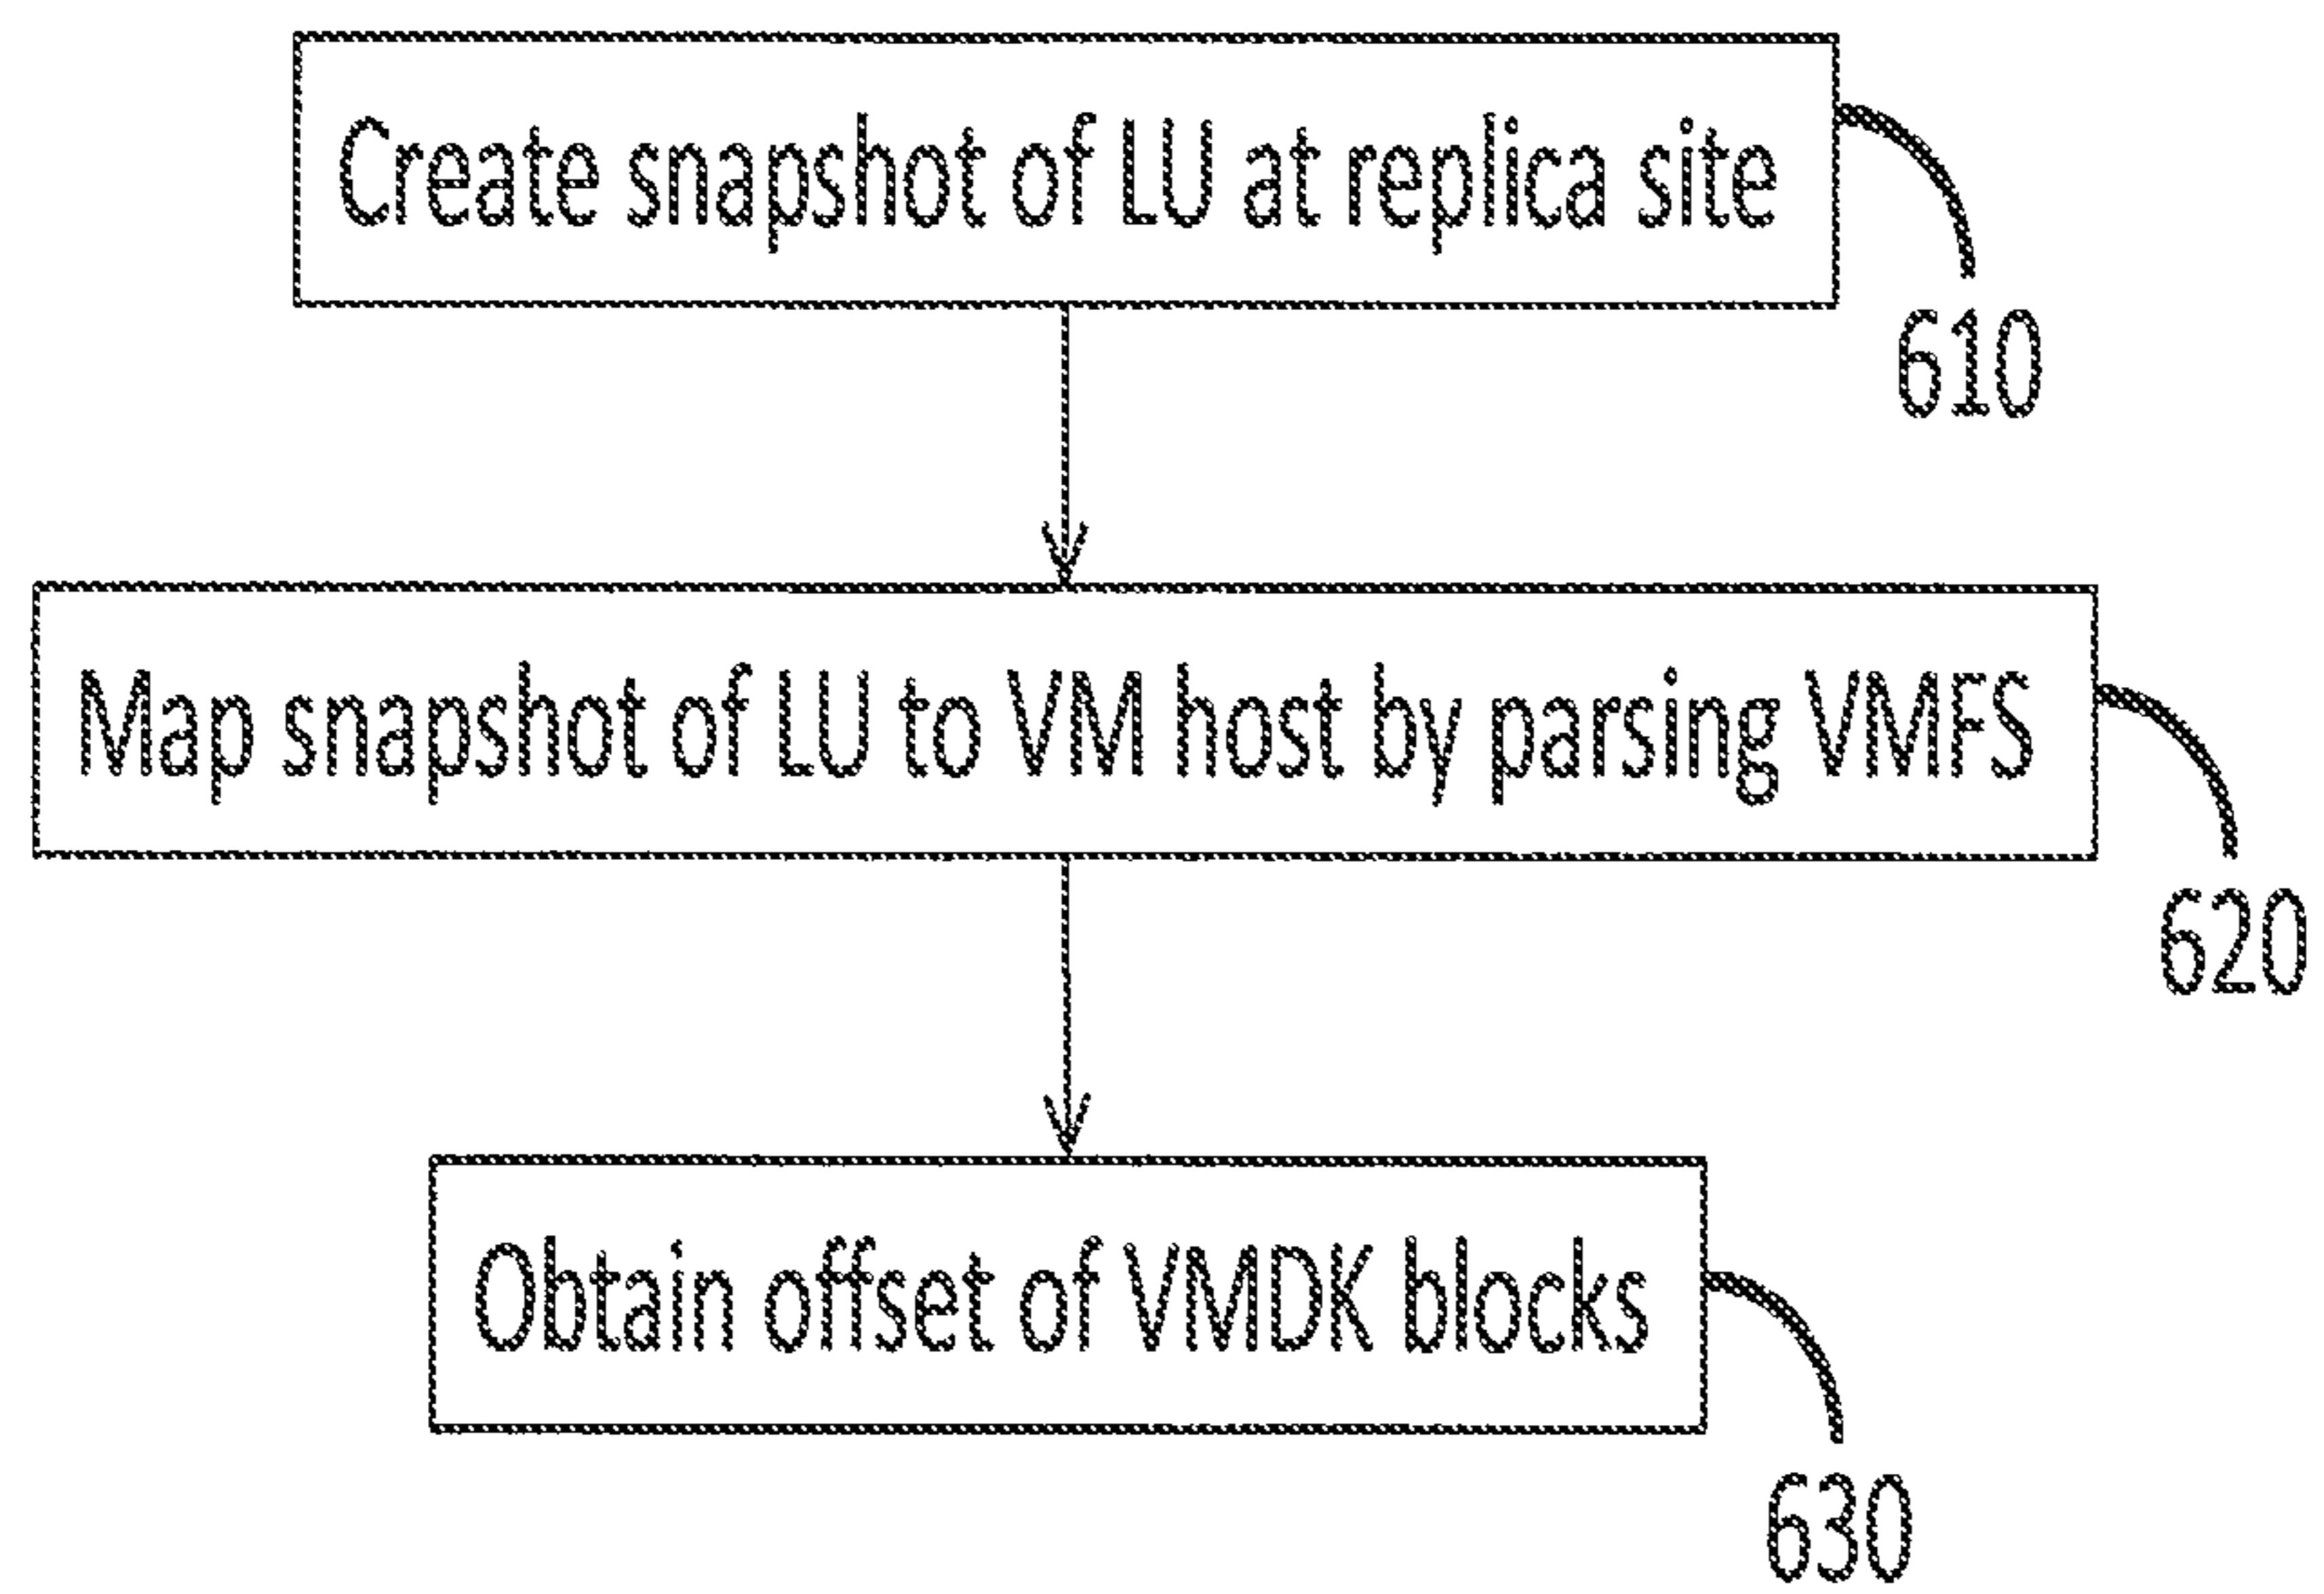 Create snapshot of LU at replica site
610
Map snapshot of LU to VM host by parsing VMFS
620
Obtain offset of VMDK blocks
630